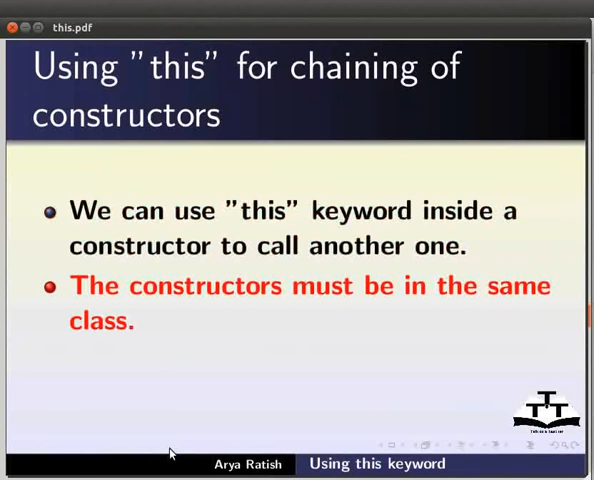 this.pdf
Using "this" for chaining of
constructors
We can use "this" keyword inside a
constructor to call another one.
The constructors must be in the same
class.
Arya Ratish
Using this keyword